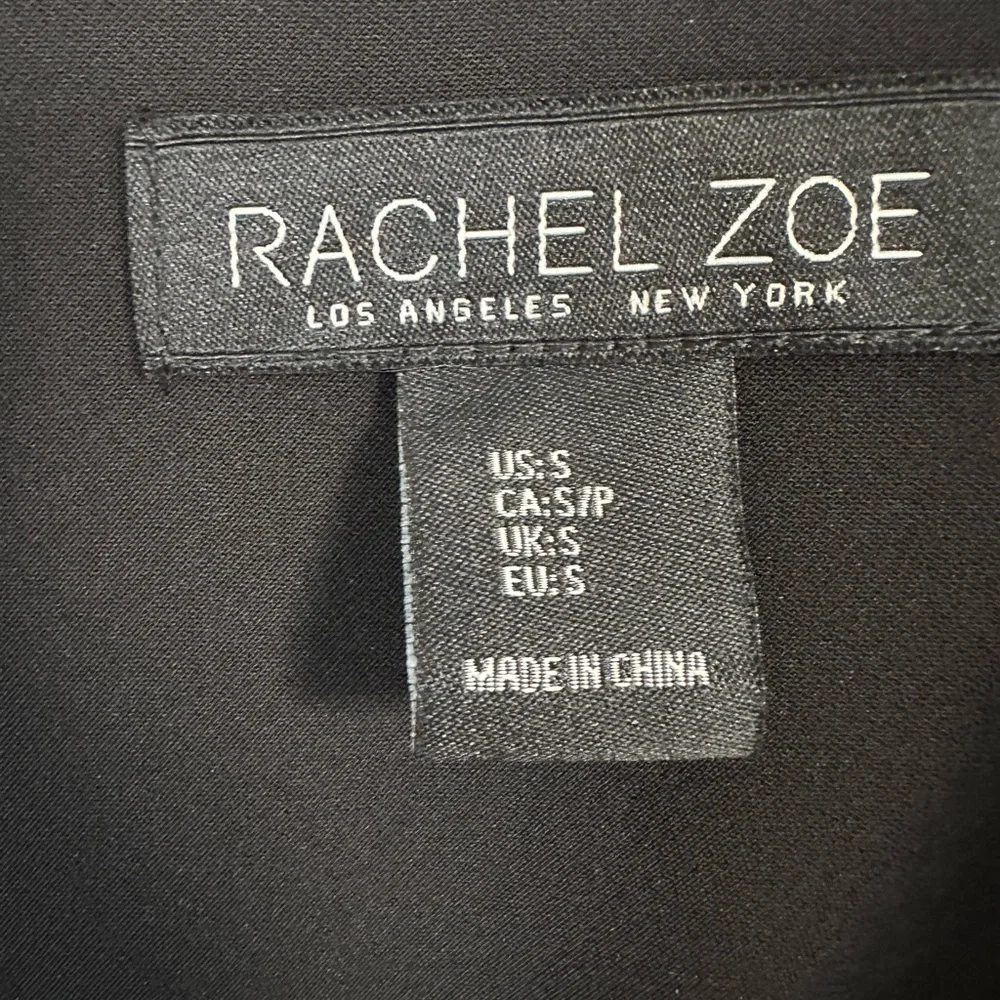 RACHEL ZOE
LOS ANGELES NEW YORK
US: S
CA: S/P
UK: S
EU: S
MADE IN CHINA